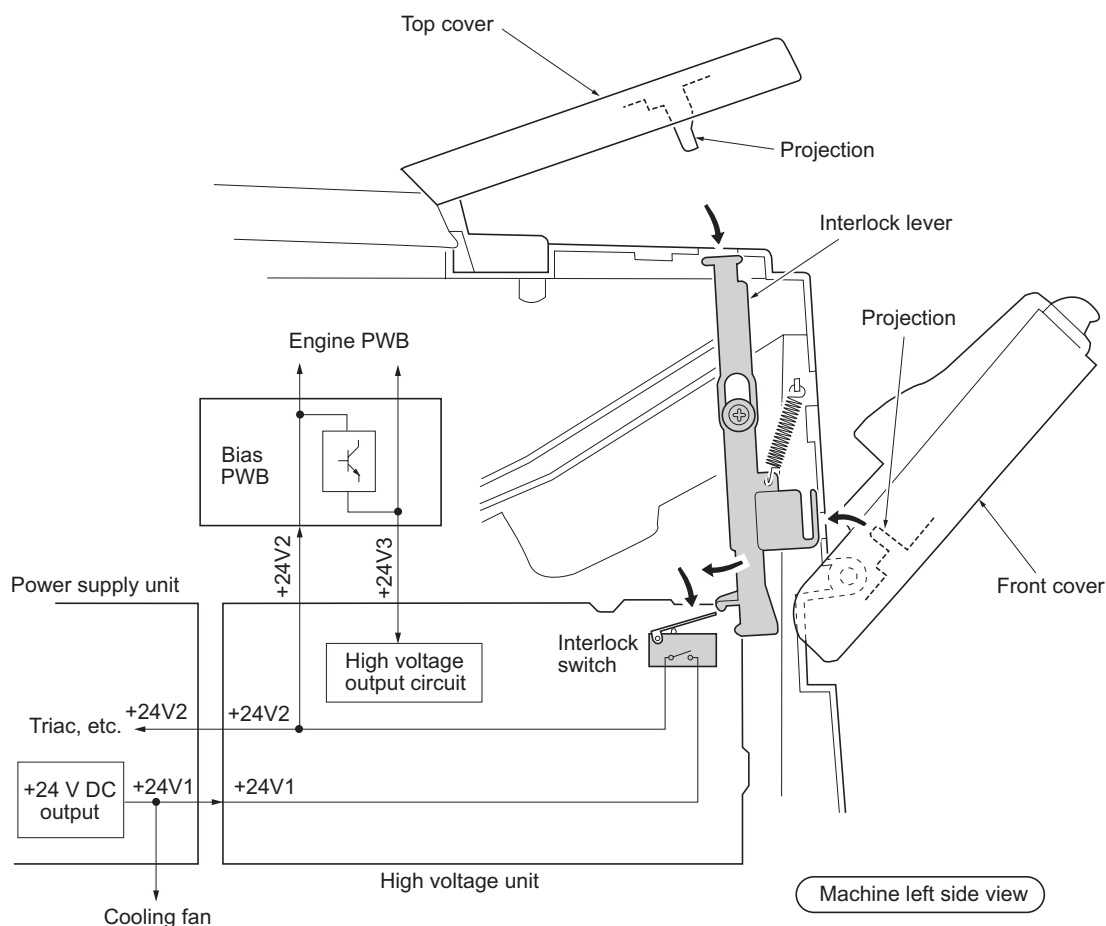 Top cover
Projection
Interlock lever
Projection
Engine PWB
Bias
PWB
+24V2
+24V3
Front cover
Power supply unit
Interlock
switch
High voltage
output circuit
Triac, etc.
+24V2
+24V2
+24 V DC
output
+24V1
+24V1
High voltage unit
Machine left side view
Cooling fan